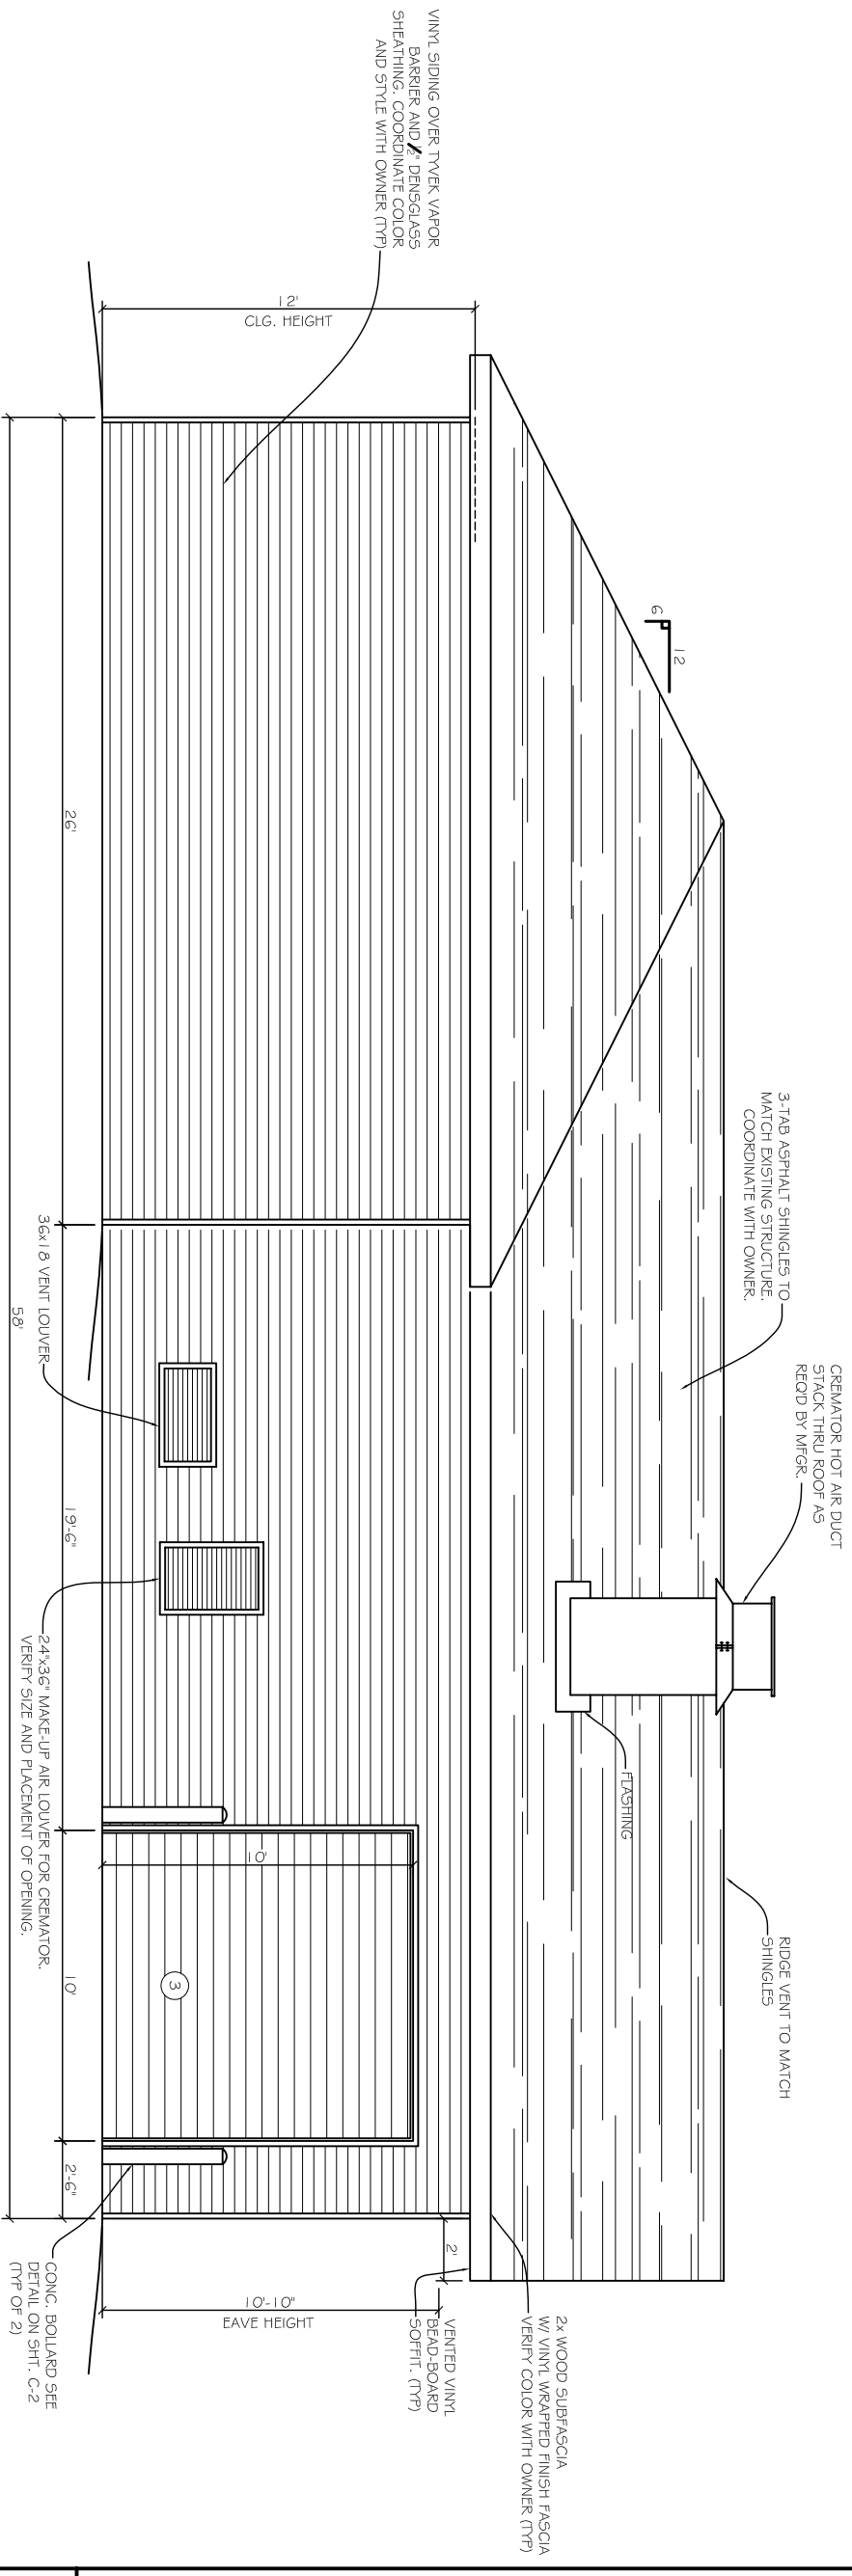 CREMATOR HOT AIR DUCT
STACK THRU ROOF AS
REQ'D BY MFGR.
3-TAB ASPHALT SHINGLES TO
MATCH EXISTING STRUCTURE.
COORDINATE WITH OWNER.
RIDGE VENT TO MATCH
SHINGLES
12
6
FLASHING
2x WOOD SUBFASCIA
W/ VINYL WRAPPED FINISH FASCIA
VERIFY COLOR WITH OWNER (TYP)
VINYL SIDING OVER TYVEK VAPOR
BARRIER AND 1/2" DENSGLASS
SHEATHING. COORDINATE COLOR
AND STYLE WITH OWNER (TYP)
12'
CLG. HEIGHT
2'
VENTED VINYL
BEAD-BOARD
SOFFIT. (TYP)
10'
3
10'-10"
EAVE HEIGHT
26'
19'-6"
10'
2'-6"
36x18 VENT LOUVER
24"x36" MAKE-UP AIR LOUVER FOR CREMATOR.
VERIFY SIZE AND PLACEMENT OF OPENING.
CONC. BOLLARD SEE
DETAIL ON SHT. C-2
(TYP OF 2)
58'